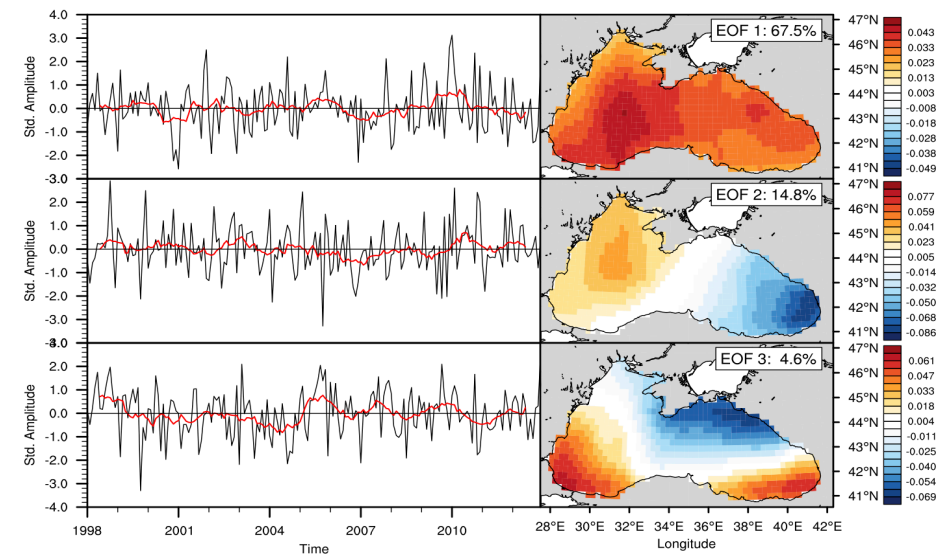 4.0
3.0
2.0
1.0
0.0
-1.0
-2.0
-3.0
Std. Amplitude
EOF 1: 67.5%
47°N
46°N
45°N
44°N
43°N
42°N
41°N
0.043
0.033
0.023
0.013
0.003
-0.008
-0.018
-0.028
-0.038
-0.049
2.0
1.0
0.0
-1.0
-2.0
-3.0
Std. Amplitude
EOF 2: 14.8%
47°N
46°N
45°N
44°N
43°N
42°N
41°N
0.077
0.059
0.041
0.023
0.005
-0.014
-0.032
-0.050
-0.068
-0.086
2.0
1.0
0.0
-1.0
-2.0
-3.0
-4.0
Std. Amplitude
EOF 3: 4.6%
47°N
46°N
45°N
44°N
43°N
42°N
41°N
0.061
0.047
0.033
0.018
0.004
-0.011
-0.025
-0.040
-0.054
-0.069
1998 2001 2004 2007 2010
Time
28°E 30°E 32°E 34°E 36°E 38°E 40°E 42°E
Longitude